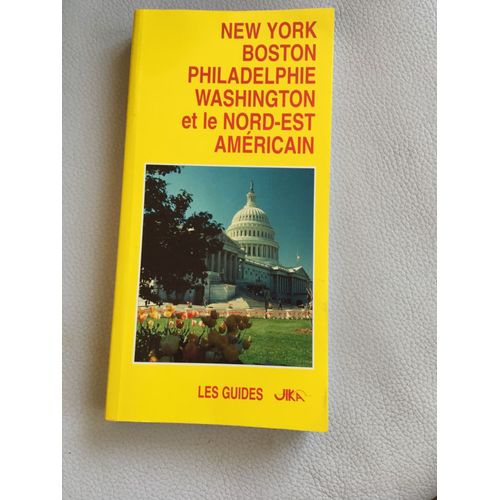 NEW YORK
BOSTON
PHILADELPHIE
WASHINGTON
et le NORD-EST
AMÉRICAIN
LES GUIDES JIKA